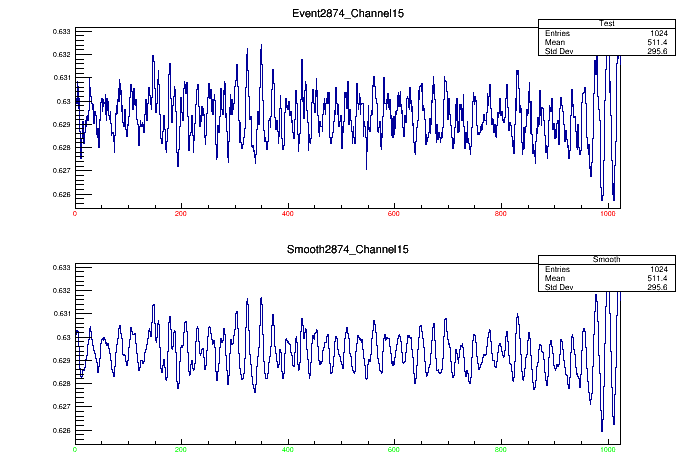 Event2874_Channel15
Test
Entries 1024
Mean 511.4
Std Dev 295.6
0.633
0.632
0.631
0.63
0.629
0.628
0.627
0.626
0 200 400 600 800 1000
Smooth2874_Channel15
Smooth
Entries 1024
Mean 511.4
Std Dev 295.6
0.633
0.632
0.631
0.63
0.629
0.628
0.627
0.626
0 200 400 600 800 1000